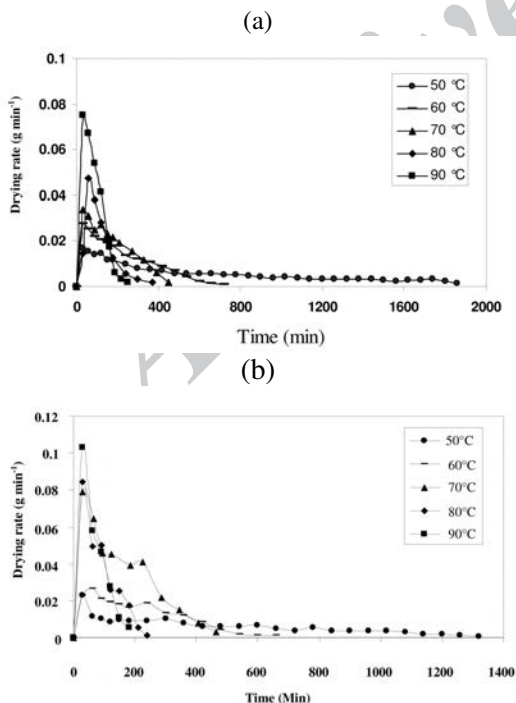 (a)
0.1
0.08
0.06
0.04
0.02
0
Drying rate (g min⁻¹)
50 °C
60 °C
70 °C
80 °C
90 °C
0 400 800 1200 1600 2000
Time (min)
(b)
0.12
0.1
0.08
0.06
0.04
0.02
0
Drying rate (g min⁻¹)
50°C
60°C
70°C
80°C
90°C
0 200 400 600 800 1000 1200 1400
Time (Min)